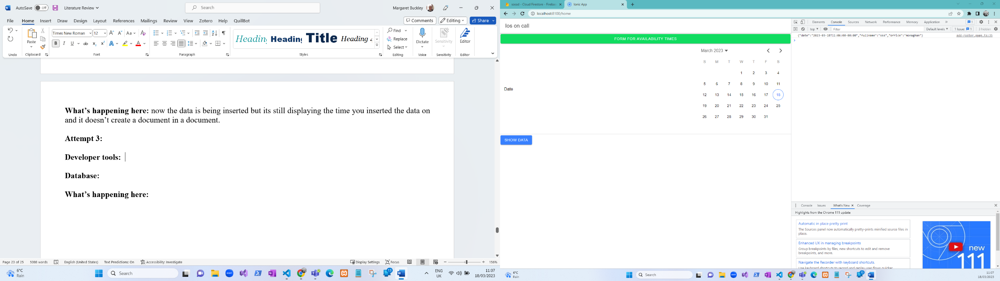 AutoSave Off Literature Review Search Margaret Buckley
File Home Insert Draw Design Layout References Mailings Review View Zotero Help QuillBot Comments Editing Share
Paste Times New Roman 12 Aa Heading Heading Title Heading 4 Find Replace Select Dictate Sensitivity Editor
Undo Clipboard Font Paragraph Styles Editing Voice Sensitivity Editor
What's happening here: now the data is being inserted but its still displaying the time you inserted the data on
and it doesn't create a document in a document.
Attempt 3:
Developer tools:
Database:
What's happening here:
Page 23 of 25 5088 words English (United States) Text Predictions: On Accessibility: Investigate Display Settings Focus 156%
6°C
Rain
Search
13
ENG
UK
11:07
18/03/2023
sosad - Cloud Firestore - Firebas Ionic App
localhost:8100/home
Ios on call
FORM FOR AVAILABILITY TIMES
March 2023
S M T W T F S
1 2 3 4
5 6 7 8 9 10 11
Date
12 13 14 15 16 17 18
19 20 21 22 23 24 25
26 27 28 29 30 31
SHOW DATA
Elements Console Sources Network Performance Memory Application 1
top Filter Default levels 1 Issue: 1 3 hidden
{"date":"2023-03-18T11:06:00-00:00","fullname":"sss","office":"monaghan"} add-roster.page.ts:35
Console Issues What's New Coverage
Highlights from the Chrome 111 update
Automatic in place pretty print
The Sources panel now automatically pretty-prints minified source files in
place.
Enhanced UX in managing breakpoints
Group breakpoints by files, new shortcuts to edit and remove
breakpoints, and more.
Navigate the Recorder with keyboard shortcuts.
Use keyboard shortcuts to record and replay user flows quicker
new
111
6°C
Rain
Search
13
11:07
18/03/2023